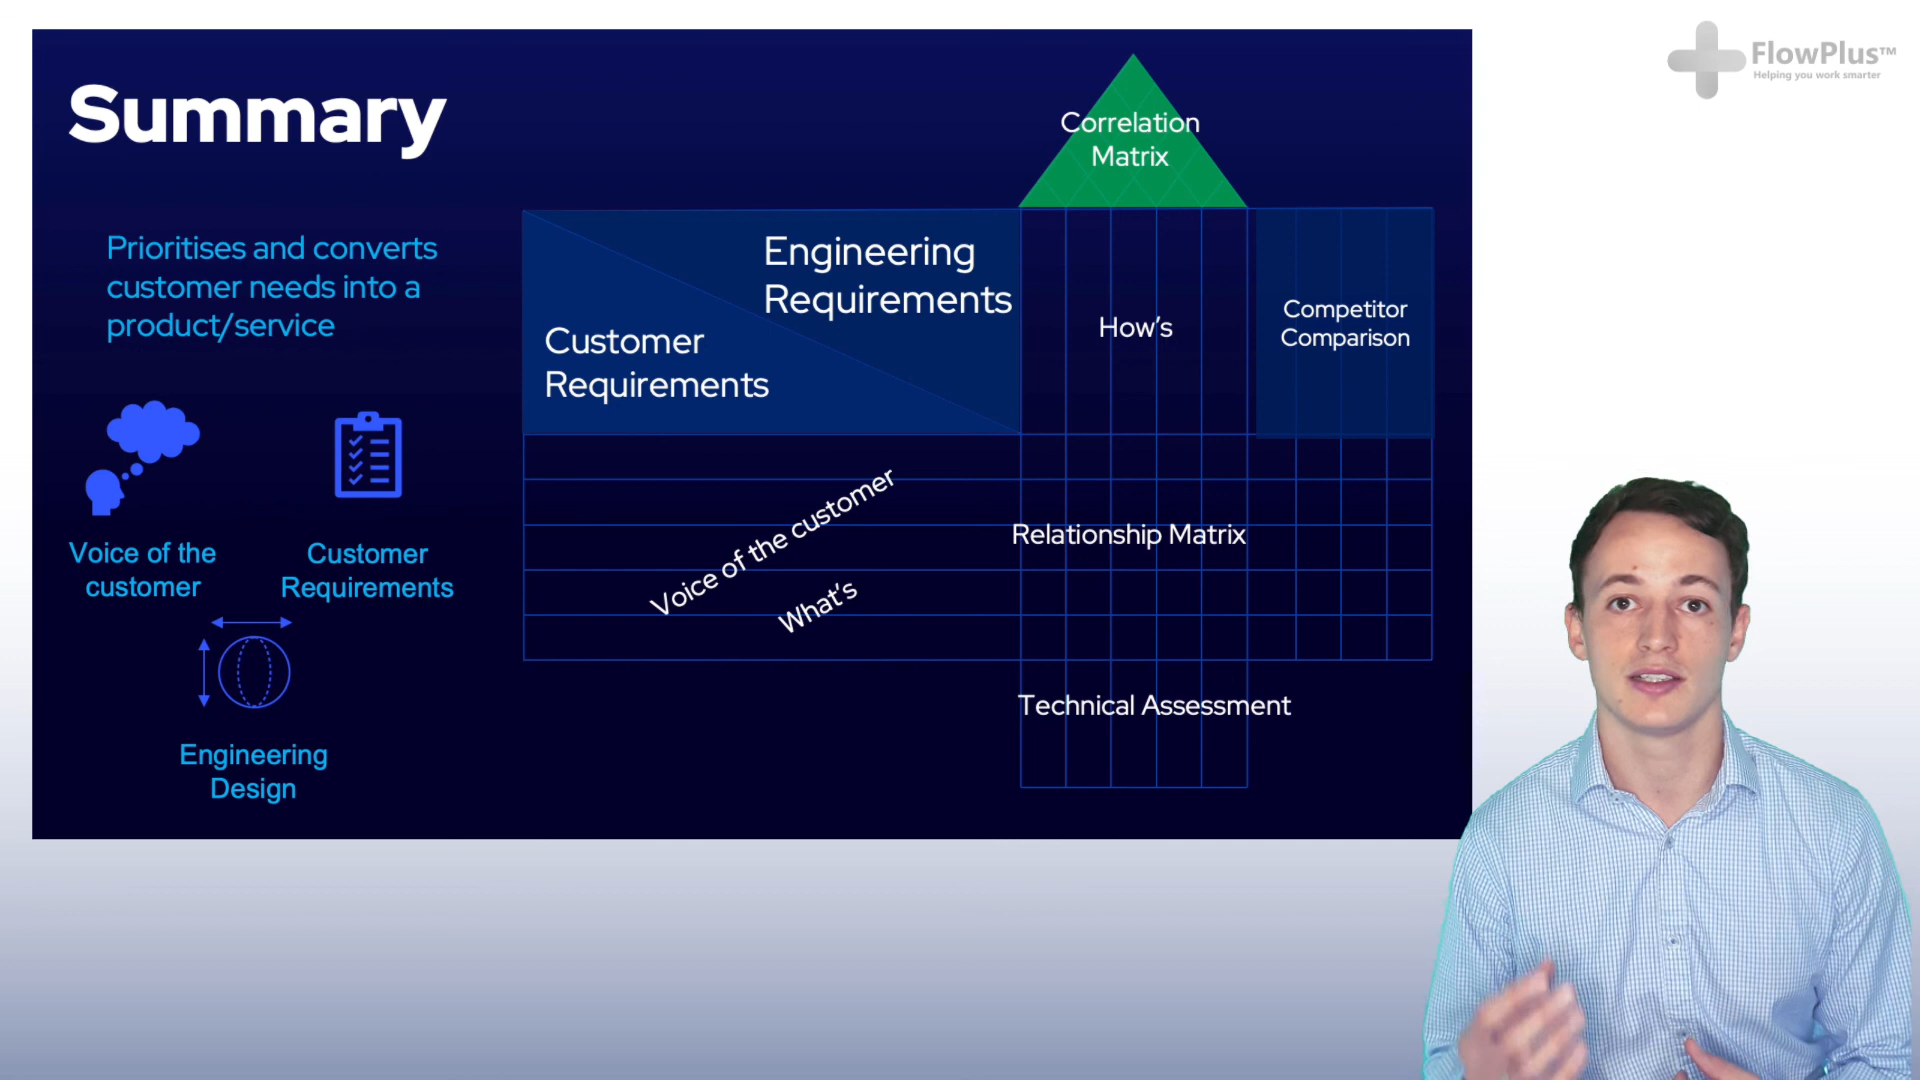 FlowPlus™
Helping you work smarter
Summary
Prioritises and converts
customer needs into a
product/service
Voice of the
customer
Customer
Requirements
Engineering
Design
Correlation
Matrix
Engineering
Requirements
Customer
Requirements
How's
Competitor
Comparison
Voice of the customer
What's
Relationship Matrix
Technical Assessment